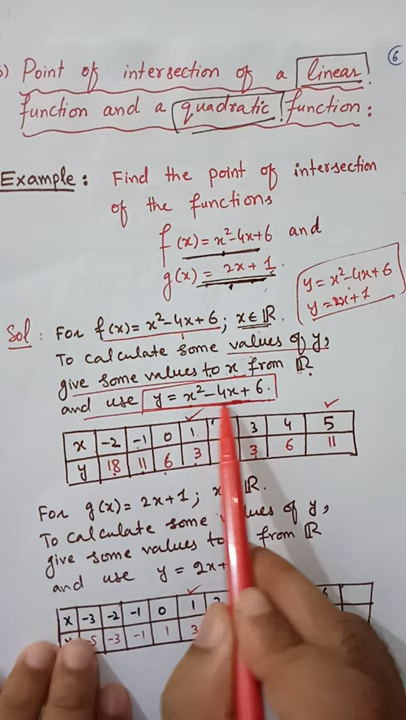 ⑥
) Point of intersection of a linear
function and a quadratic function:
Example: Find the point of intersection
of the functions
f(x) = x²-4x+6 and
g(x) = 2x+1.
y = x²-4x+6
y = 2x+1
Sol: For f(x) = x²-4x+6; x∈ℝ.
To calculate some values of y,
give some values to x from ℝ
and use y = x²-4x+6.
x -2 -1 0 1 3 4 5
y 18 11 6 3 3 6 11
For g(x) = 2x+1; x ℝ.
To calculate some values of y,
give some values to from ℝ
and use y = 2x+
x -3 -2 -1 0 1
-5 -3 -1 1 3